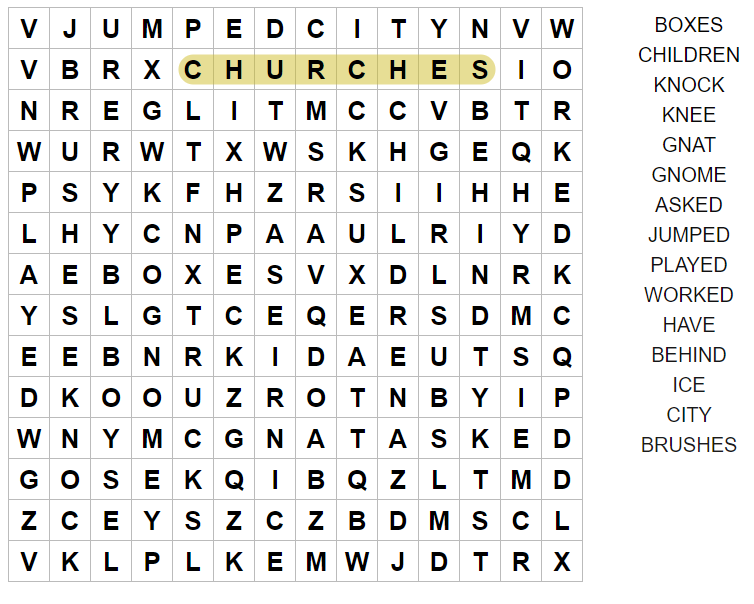 V J U M P E D C I T Y N V W
V B R X C H U R C H E S I O
N R E G L I T M C C V B T R
W U R W T X W S K H G E Q K
P S Y K F H Z R S I I H H E
L H Y C N P A A U L R I Y D
A E B O X E S V X D L N R K
Y S L G T C E Q E R S D M C
E E B N R K I D A E U T S Q
D K O O U Z R O T N B Y I P
W N Y M C G N A T A S K E D
G O S E K Q I B Q Z L T M D
Z C E Y S Z C Z B D M S C L
V K L P L K E M W J D T R X
BOXES
CHILDREN
KNOCK
KNEE
GNAT
GNOME
ASKED
JUMPED
PLAYED
WORKED
HAVE
BEHIND
ICE
CITY
BRUSHES